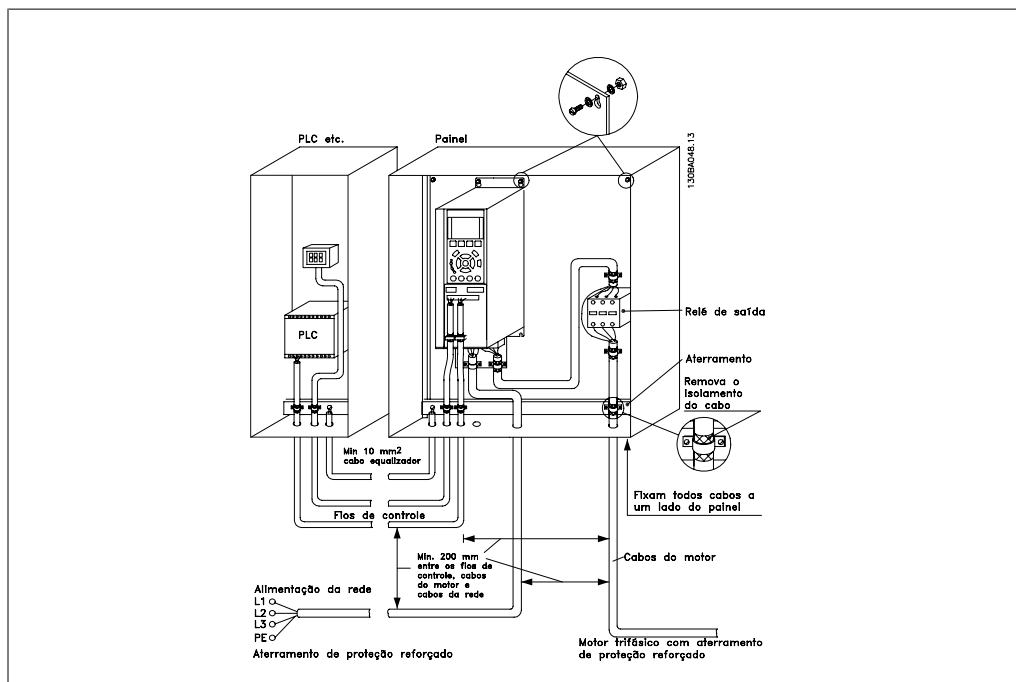 PLC etc.
Painel
130BA048.13
PLC
Relé de saída
Aterramento
Remova o
isolamento
do cabo
Min 10 mm²
cabo equalizador
Fios de controle
Fixam todos cabos a
um lado do painel
Min. 200 mm
entre os fios de
controle, cabos
do motor e
cabos da rede
Cabos do motor
Alimentação da rede
L1
L2
L3
PE
Aterramento de proteção reforçado
Motor trifásico com aterramento
de proteção reforçado